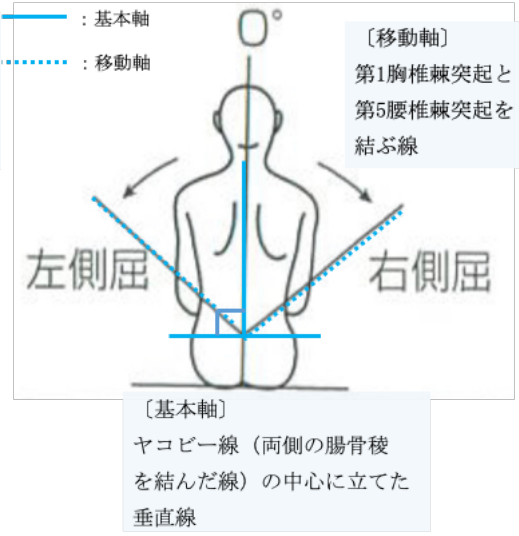 ：基本軸
：移動軸
0°
〔移動軸〕
第1胸椎棘突起と
第5腰椎棘突起を
結ぶ線
左側屈
右側屈
〔基本軸〕
ヤコビー線（両側の腸骨稜
を結んだ線）の中心に立てた
垂直線